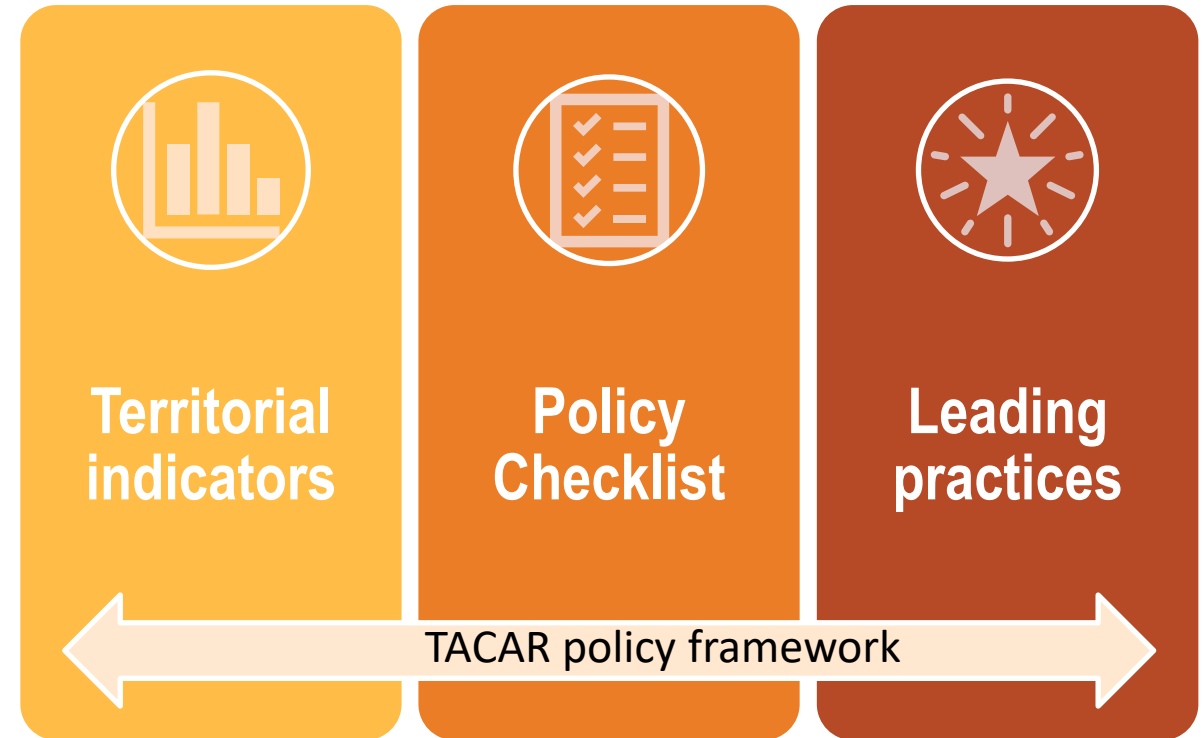 Territorial
indicators
Policy
Checklist
Leading
practices
TACAR policy framework